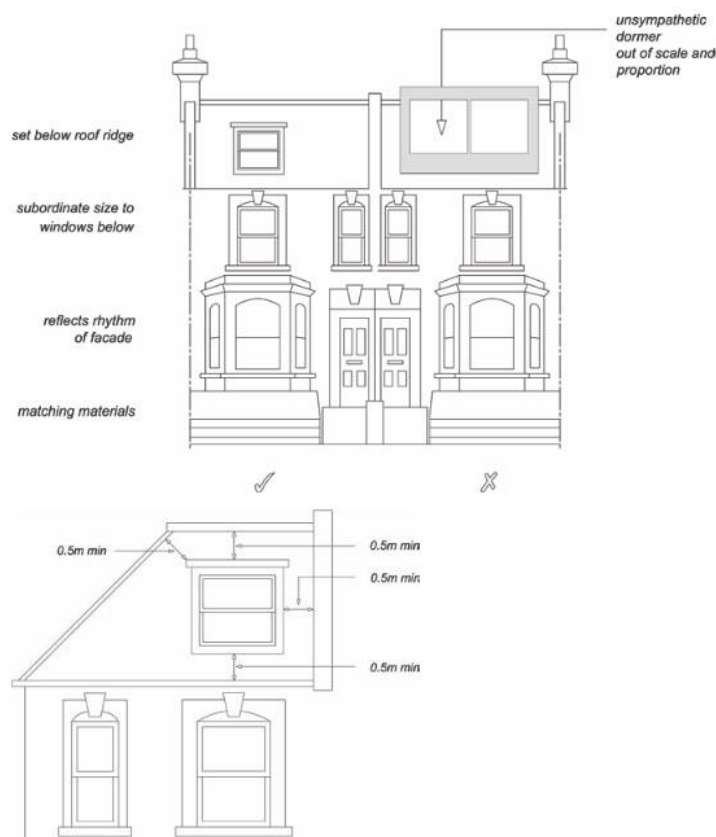 unsympathetic
dormer
out of scale and
proportion
set below roof ridge
subordinate size to
windows below
reflects rhythm
of facade
matching materials
✓
✗
0.5m min
0.5m min
0.5m min
0.5m min